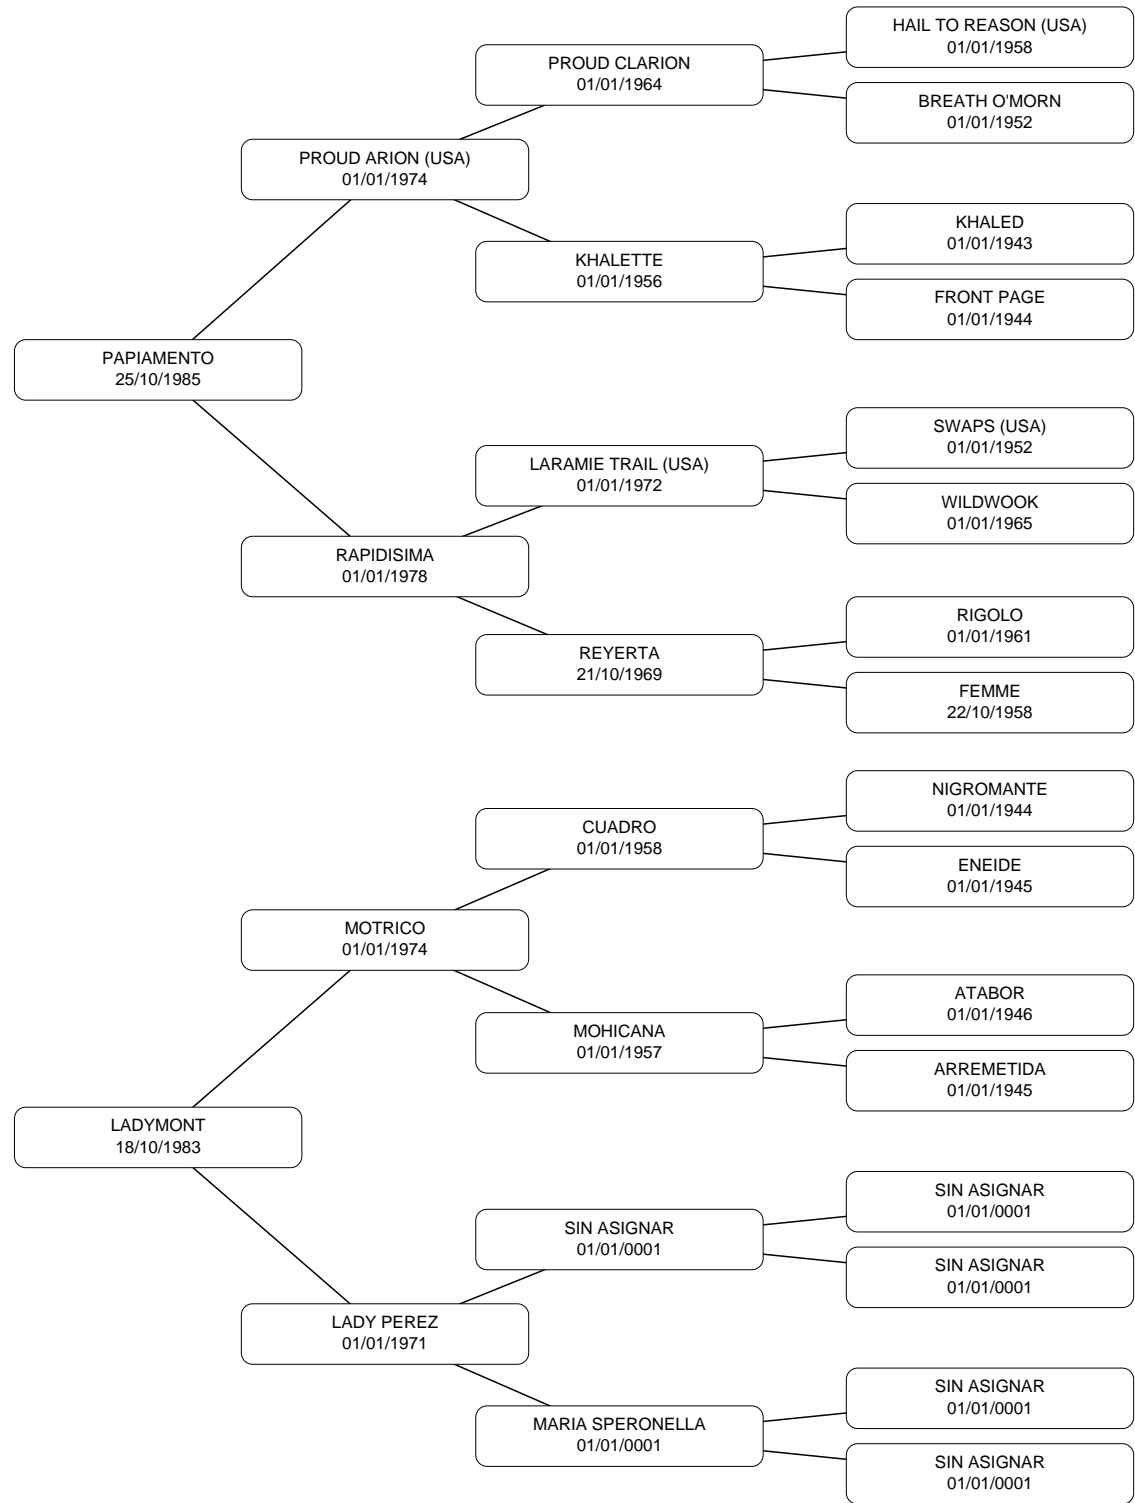 HAIL TO REASON (USA)
01/01/1958
PROUD CLARION
01/01/1964
BREATH O'MORN
01/01/1952
PROUD ARION (USA)
01/01/1974
KHALED
01/01/1943
KHALETTE
01/01/1956
FRONT PAGE
01/01/1944
PAPIAMENTO
25/10/1985
SWAPS (USA)
01/01/1952
LARAMIE TRAIL (USA)
01/01/1972
WILDWOOK
01/01/1965
RAPIDISIMA
01/01/1978
RIGOLO
01/01/1961
REYERTA
21/10/1969
FEMME
22/10/1958
NIGROMANTE
01/01/1944
CUADRO
01/01/1958
ENEIDE
01/01/1945
MOTRICO
01/01/1974
ATABOR
01/01/1946
MOHICANA
01/01/1957
ARREMETIDA
01/01/1945
LADYMONT
18/10/1983
SIN ASIGNAR
01/01/0001
SIN ASIGNAR
01/01/0001
SIN ASIGNAR
01/01/0001
LADY PEREZ
01/01/1971
SIN ASIGNAR
01/01/0001
MARIA SPERONELLA
01/01/0001
SIN ASIGNAR
01/01/0001